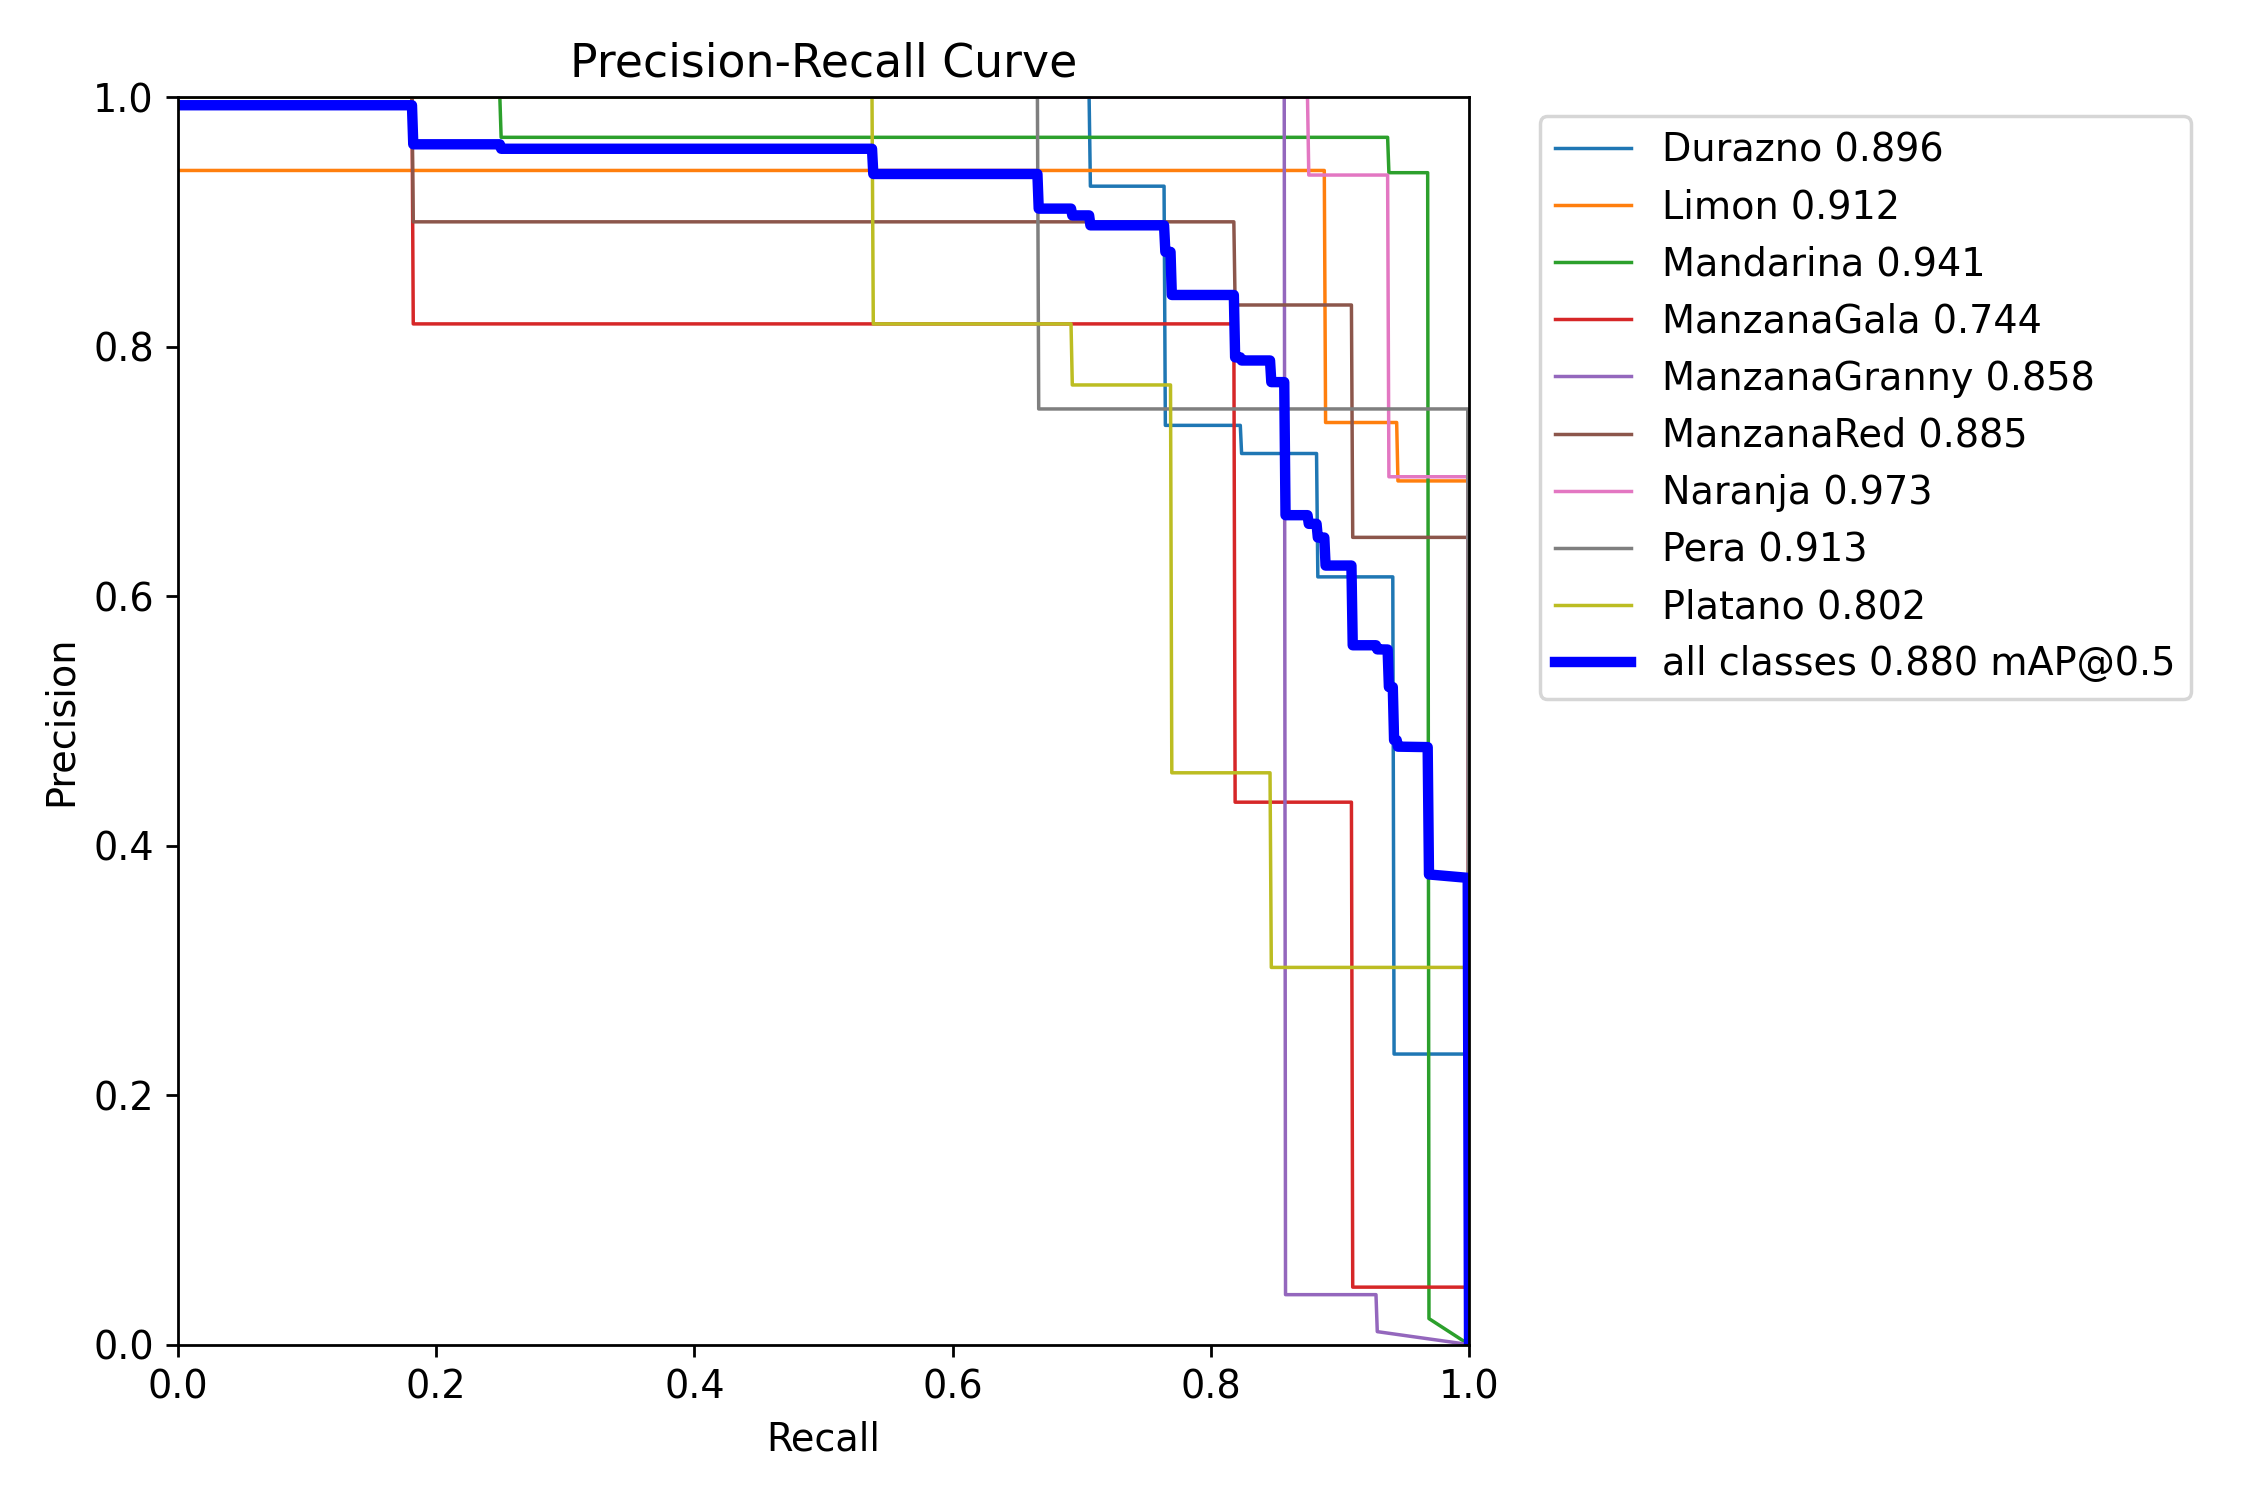 Precision-Recall Curve
1.0
0.8
0.6
0.4
0.2
0.0
Precision
0.0 0.2 0.4 0.6 0.8 1.0
Recall
Durazno 0.896
Limon 0.912
Mandarina 0.941
ManzanaGala 0.744
ManzanaGranny 0.858
ManzanaRed 0.885
Naranja 0.973
Pera 0.913
Platano 0.802
all classes 0.880 mAP@0.5